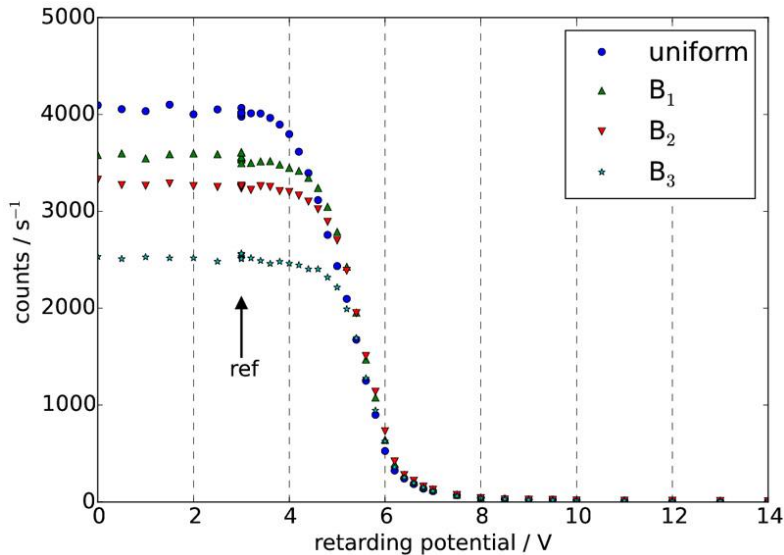 5000
4000
3000
2000
1000
0
counts / s⁻¹
uniform
B₁
B₂
B₃
ref
0 2 4 6 8 10 12 14
retarding potential / V